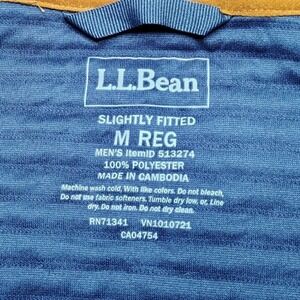 L.L.Bean
SLIGHTLY FITTED
M REG
MEN'S ItemID 513274
100% POLYESTER
MADE IN CAMBODIA
Machine wash cold, With like colors. Do not bleach.
Do not use fabric softeners. Tumble dry low, or, Line
dry. Do not iron. Do not dry clean.
RN71341 VN1010721
CA04754